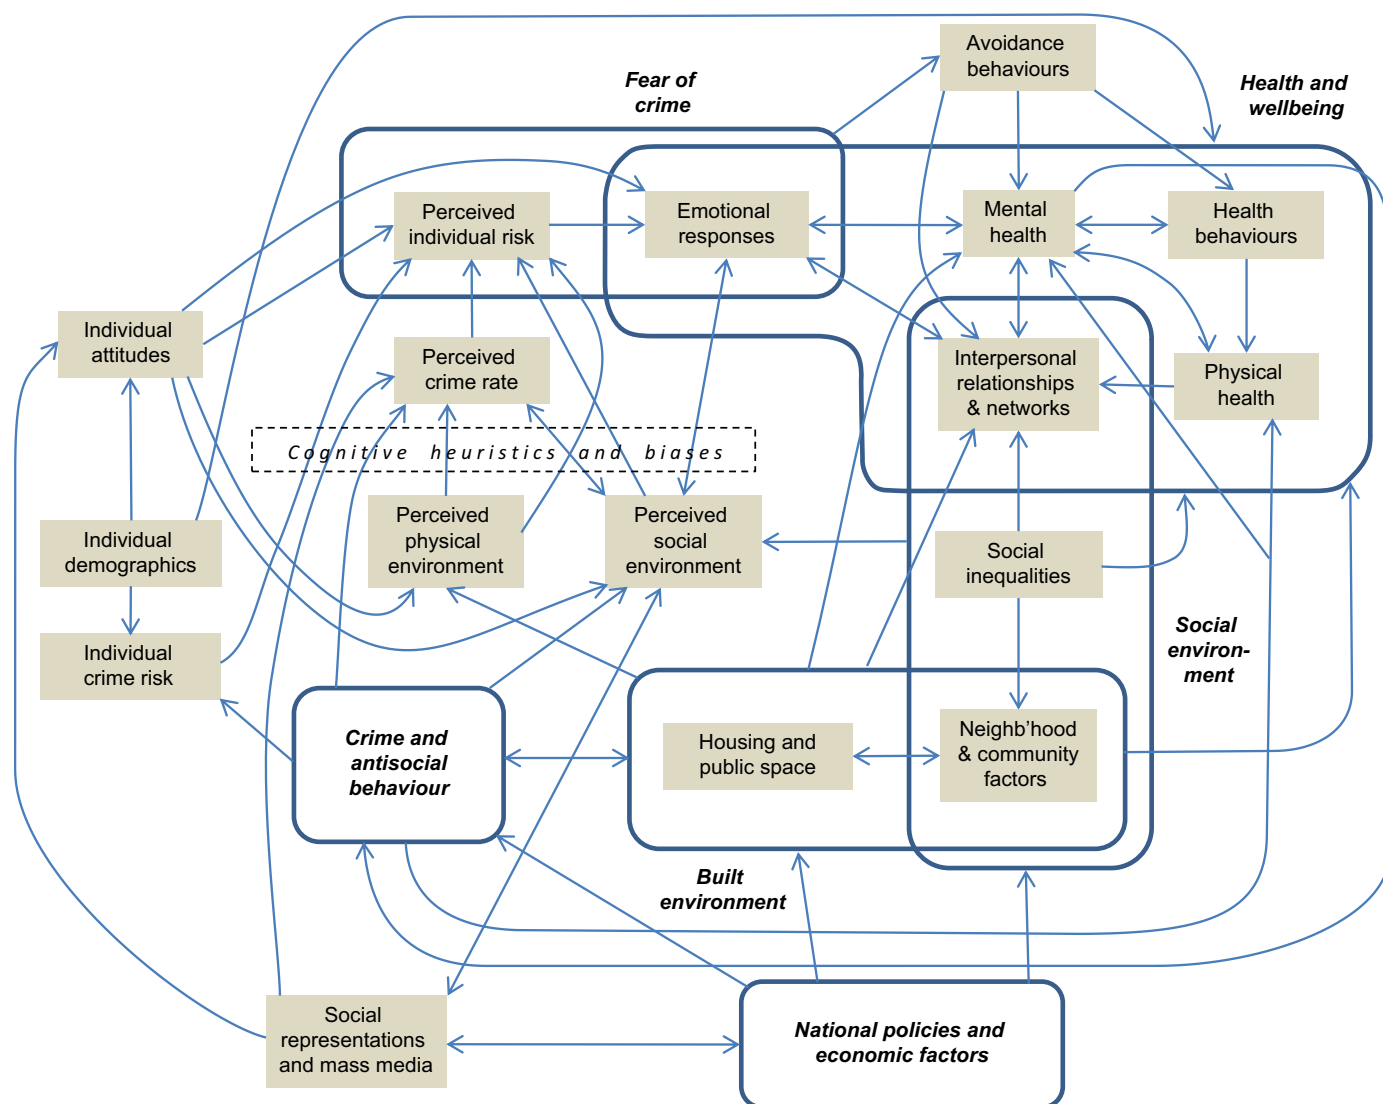 Avoidance
behaviours
Fear of
crime
Health and
wellbeing
Perceived
individual risk
Emotional
responses
Mental
health
Health
behaviours
Individual
attitudes
Perceived
crime rate
Interpersonal
relationships
& networks
Physical
health
Cognitive heuristics and biases
Individual
demographics
Perceived
physical
environment
Perceived
social
environment
Social
inequalities
Individual
crime risk
Social
environ-
ment
Crime and
antisocial
behaviour
Housing and
public space
Neighb’hood
& community
factors
Built
environment
Social
representations
and mass media
National policies and
economic factors